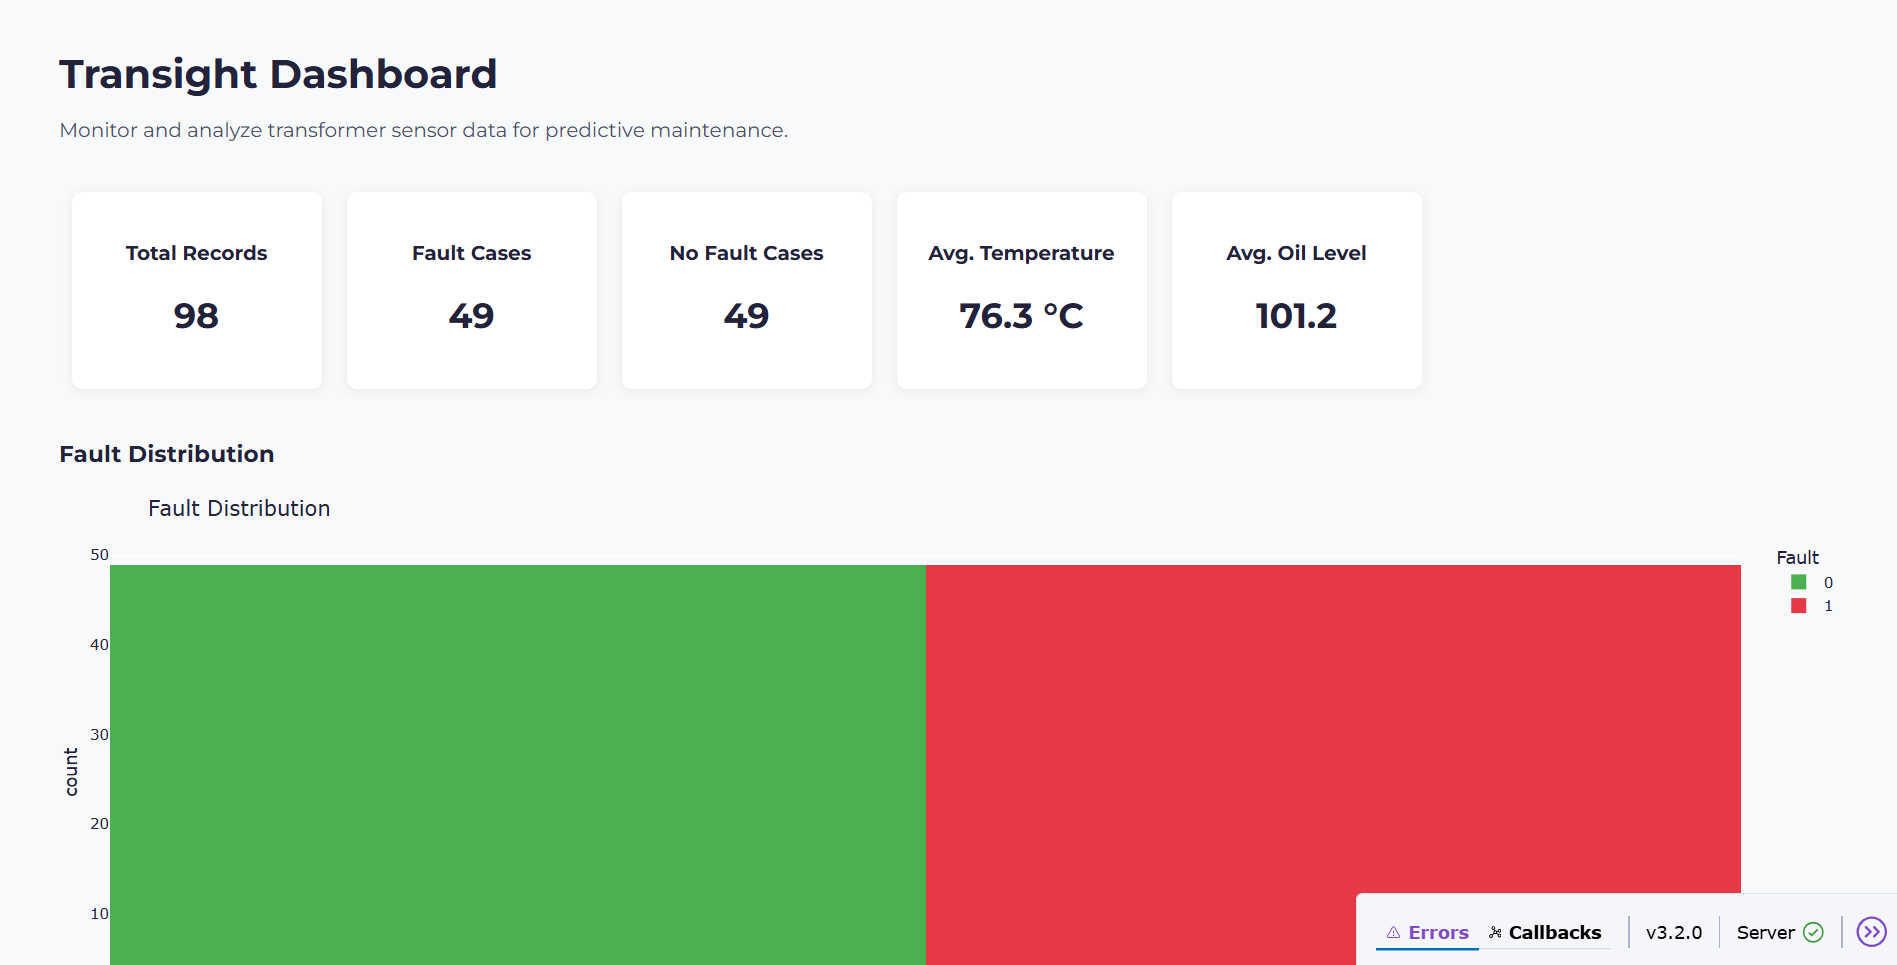 Transight Dashboard
Monitor and analyze transformer sensor data for predictive maintenance.
Total Records
98
Fault Cases
49
No Fault Cases
49
Avg. Temperature
76.3 °C
Avg. Oil Level
101.2
Fault Distribution
Fault Distribution
50
40
30
20
10
count
Fault
0
1
Errors Callbacks v3.2.0 Server